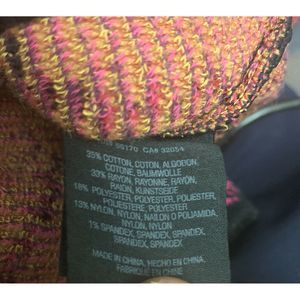 56170 CA# 32054
35% COTTON, COTON, ALGODON,
COTONE, BAUMWOLLE
33% RAYON, RAYONNE, RAYÓN,
RAION, KUNSTSEIDE
18% POLYESTER, POLYESTER, POLIESTER,
POLIESTERE, POLYESTER
13% NYLON, NYLON, NAILON O POLIAMIDA,
NYLON, NYLON
1% SPANDEX, SPANDEX, SPANDEX,
SPANDEX, SPANDEX
MADE IN CHINA, HECHO EN CHINA,
FABRIQUÉ EN CHINE